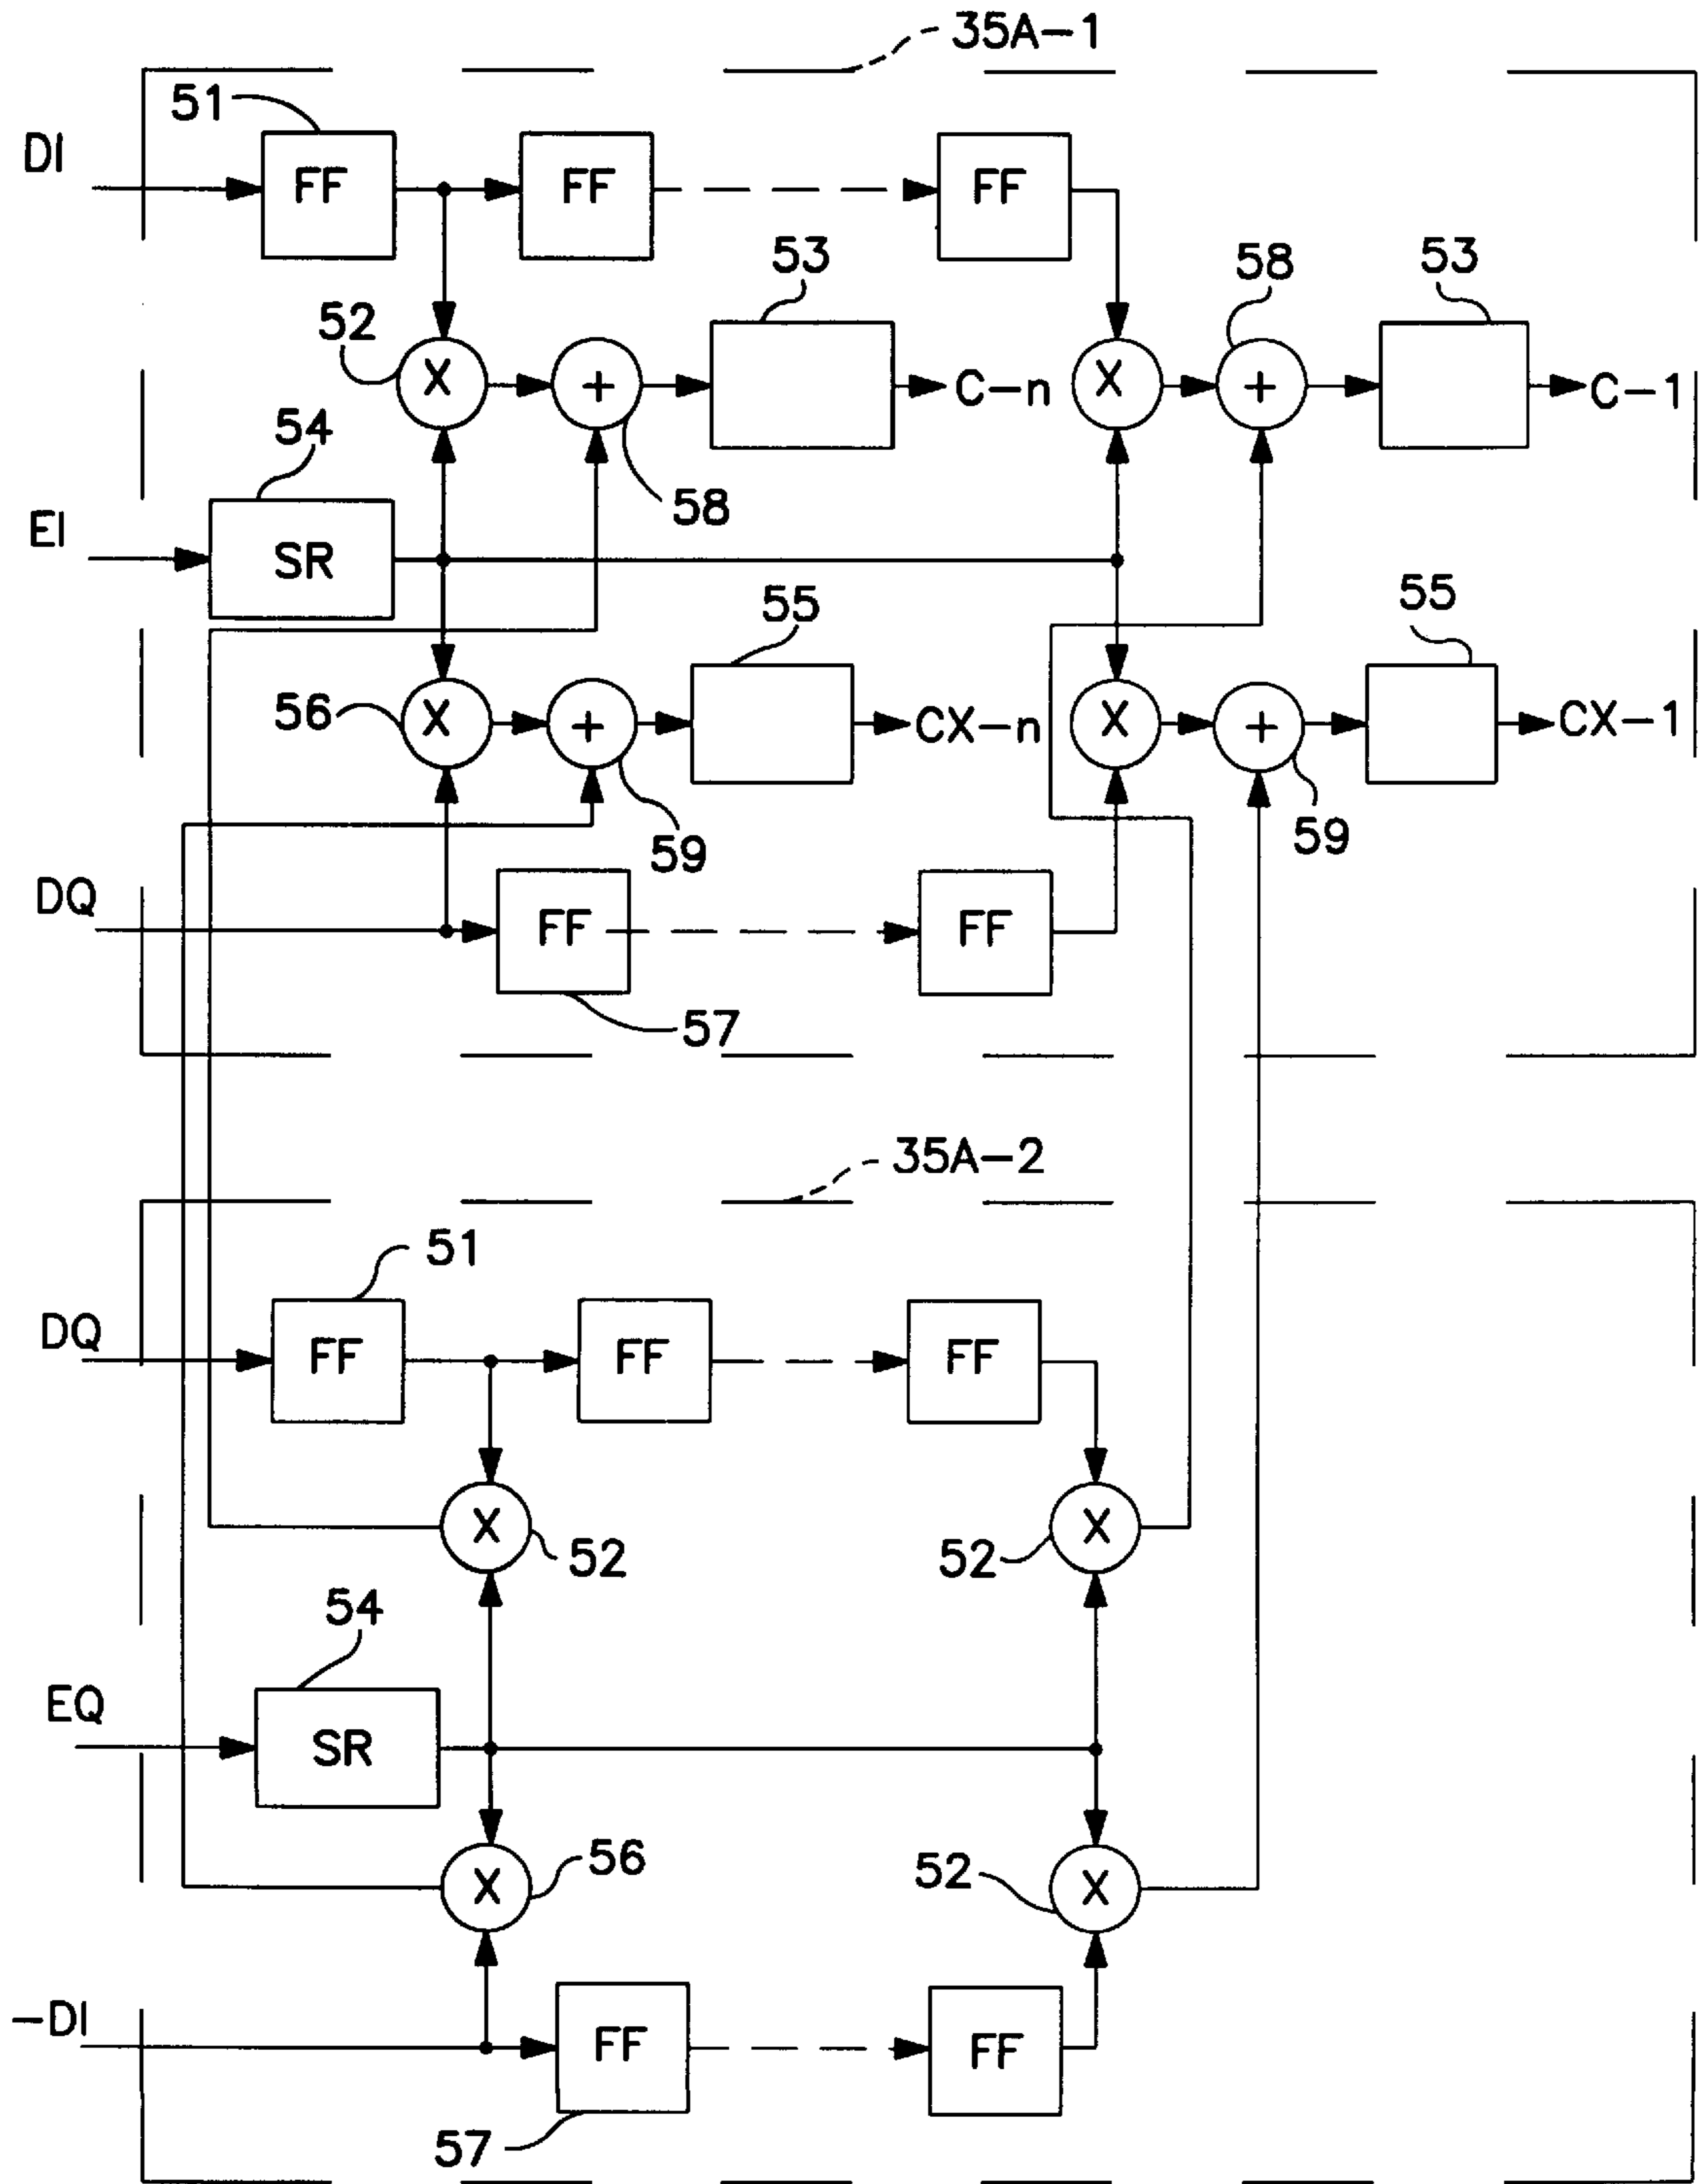 35A-1
51
DI
FF
FF
FF
53
58
53
52
X
+
C-n
X
+
C-1
54
58
EI
SR
55
55
56
X
+
CX-n
X
+
CX-1
59
59
DQ
FF
FF
57
35A-2
51
DQ
FF
FF
FF
X
X
52
52
54
EQ
SR
56
X
52
X
-DI
FF
FF
57